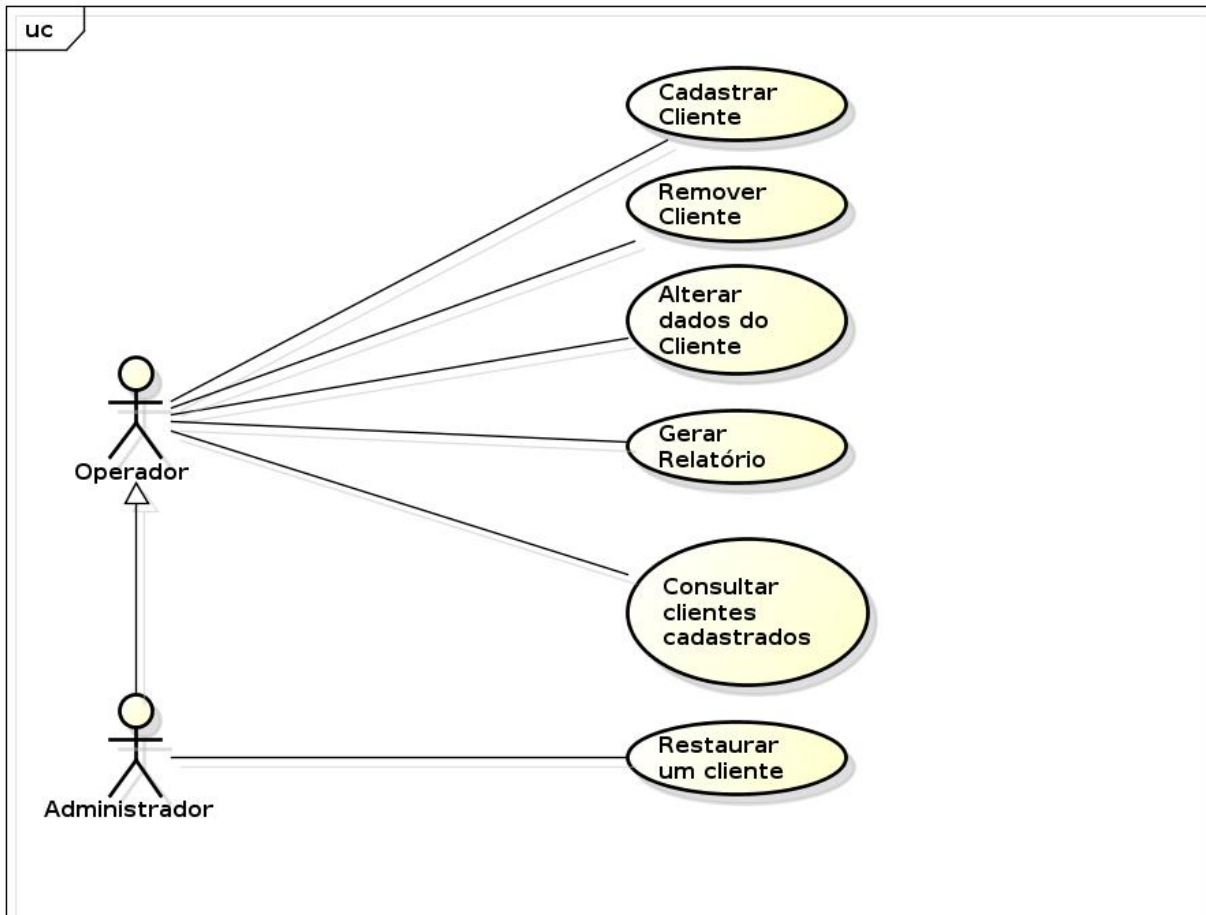 uc
Cadastrar
Cliente
Remover
Cliente
Alterar
dados do
Cliente
Gerar
Relatório
Operador
Consultar
clientes
cadastrados
Restaurar
um cliente
Administrador